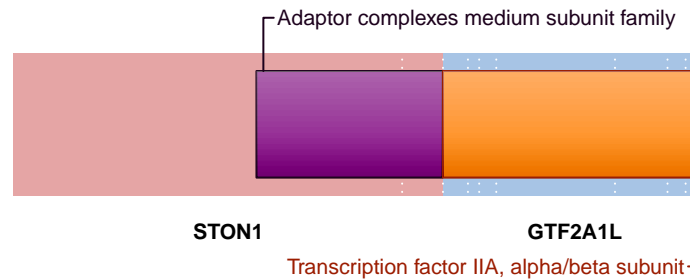 Adaptor complexes medium subunit family
STON1
GTF2A1L
Transcription factor IIA, alpha/beta subunit